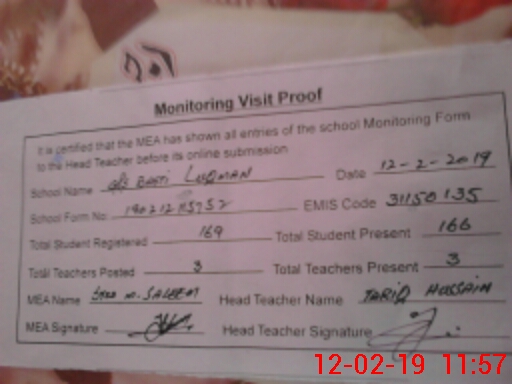 Monitoring Visit Proof
It is certified that the MEA has shown all entries of the school Monitoring Form
to the Head Teacher before its online submission
School Name G/S BASTI LUQMAN Date 12-2-2019
School Form No. EMIS Code 31150135
Total Student Registered 169 Total Student Present 166
Total Teachers Posted 3 Total Teachers Present 3
MEA Name M. SALEEM Head Teacher Name TARIQ HUSSAIN
MEA Signature Head Teacher Signature
12-02-19 11:57